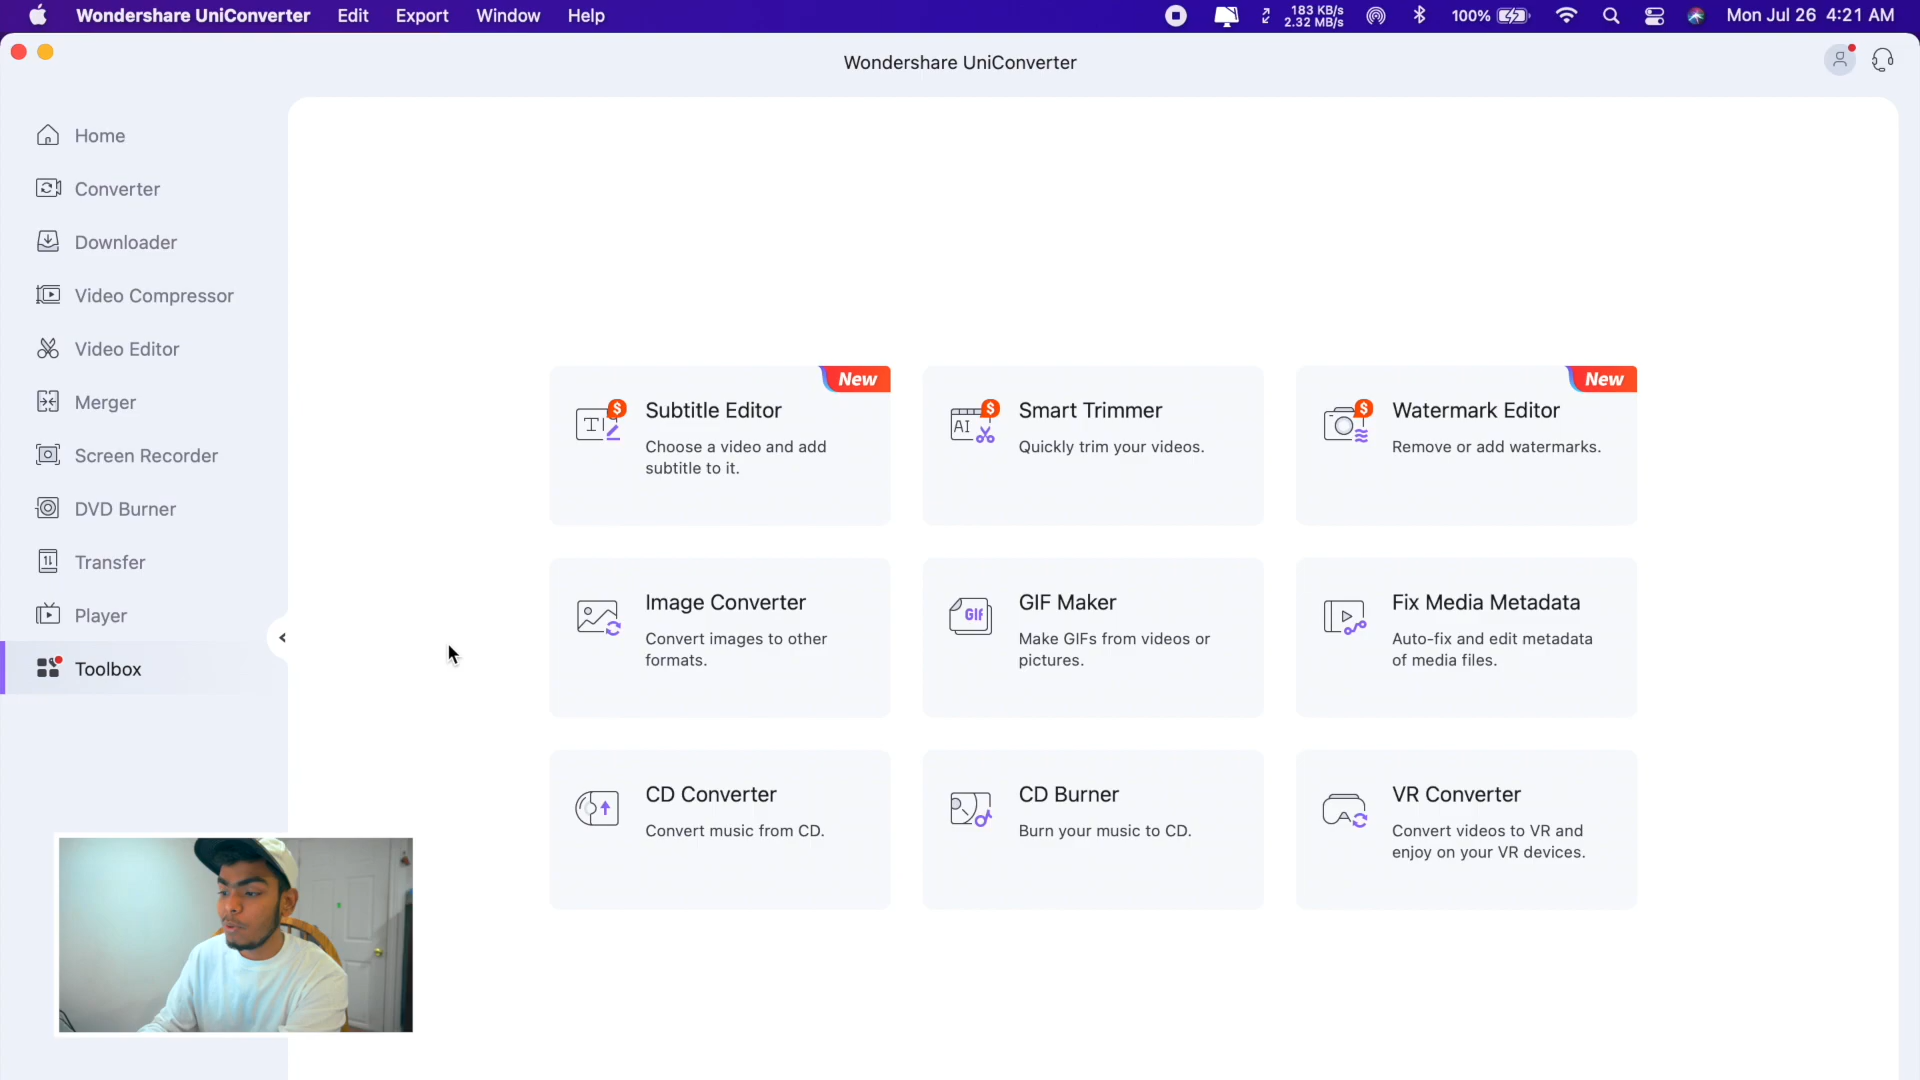 Wondershare UniConverter Edit Export Window Help 183 KB/s 2.32 MB/s 100% Mon Jul 26 4:21 AM
Wondershare UniConverter
Home
Converter
Downloader
Video Compressor
Video Editor
Merger
Screen Recorder
DVD Burner
Transfer
Player
Toolbox
New
$
TI
Subtitle Editor
Choose a video and add
subtitle to it.
$
AI
Smart Trimmer
Quickly trim your videos.
New
$
Watermark Editor
Remove or add watermarks.
Image Converter
Convert images to other
formats.
GIF
GIF Maker
Make GIFs from videos or
pictures.
Fix Media Metadata
Auto-fix and edit metadata
of media files.
CD Converter
Convert music from CD.
CD Burner
Burn your music to CD.
VR Converter
Convert videos to VR and
enjoy on your VR devices.